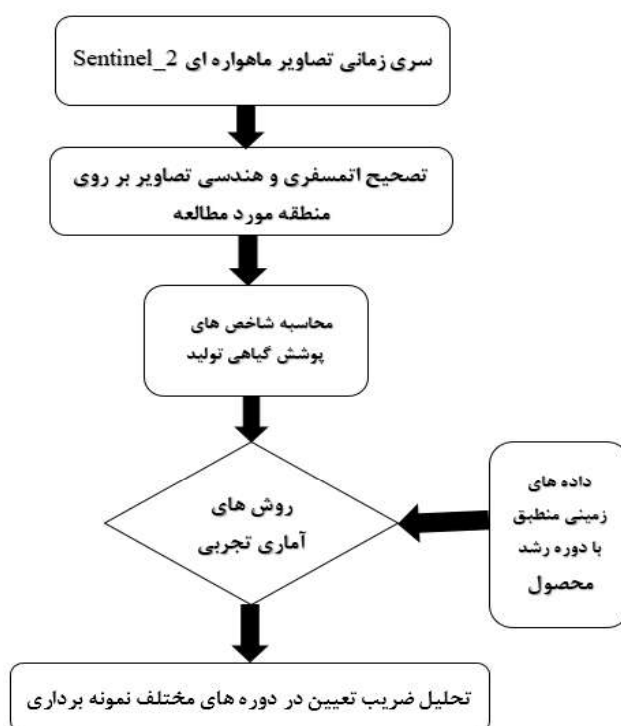 سری زمانی تصاویر ماهواره ای Sentinel_2
تصحیح اتمسفری و هندسی تصاویر بر روی
منطقه مورد مطالعه
محاسبه شاخص های
پوشش گیاهی تولید
روش های
آماری تجربی
داده های
زمینی منطبق
با دوره رشد
محصول
تحلیل ضریب تعیین در دوره های مختلف نمونه برداری